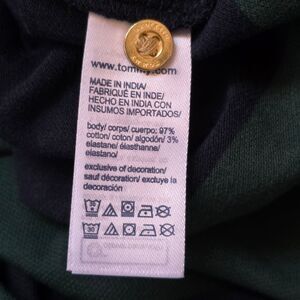 www.tommy.com
MADE IN INDIA/
FABRIQUÉ EN INDE/
HECHO EN INDIA CON
INSUMOS IMPORTADOS/
body/ corps/ cuerpo: 97%
cotton/ coton/ algodón/ 3%
elastane/ élasthanne/
elastano/
exclusive of decoration/
sauf décoration/ excluye la
decoración